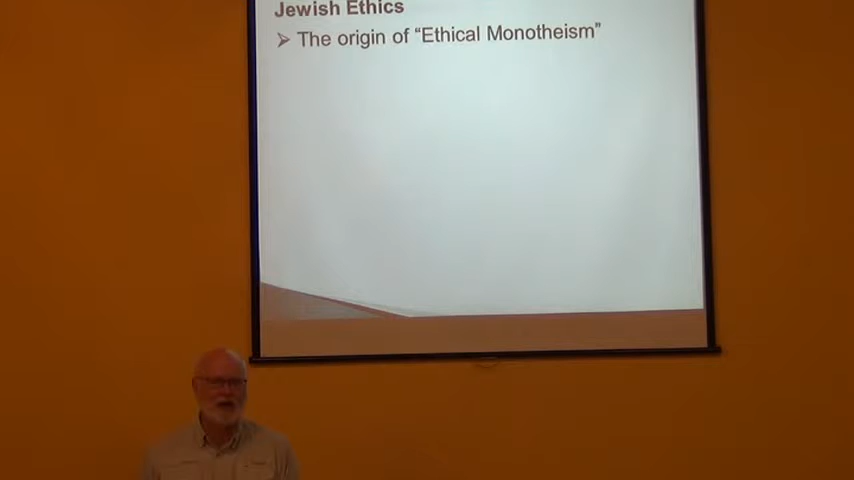 Jewish Ethics
➢ The origin of “Ethical Monotheism”